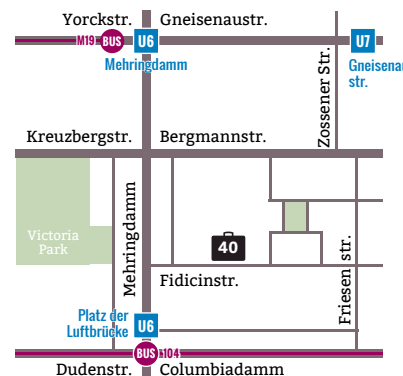 Yorckstr. Gneisenaustr.
M19 BUS U6 U7
Mehringdamm
Gneisenau
str.
Zossener Str.
Kreuzbergstr. Bergmannstr.
Mehringdamm
Victoria
Park
40
Friesen str.
Fidicinstr.
Platz der
Luftbrücke
U6
BUS 104
Dudenstr. Columbiadamm